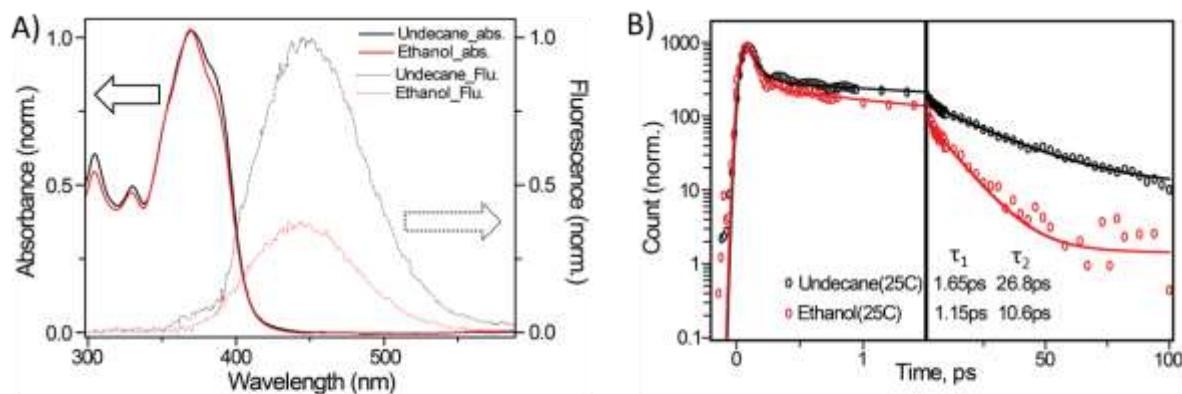 A)
1.0
0.5
0.0
Absorbance (norm.)
Undecane_abs.
Ethanol_abs.
Undecane_Flu.
Ethanol_Flu.
1.0
0.5
0.0
Fluorescence (norm.)
300 400 500
Wavelength (nm)
B)
1000
100
10
1
0.1
Count (norm.)
τ1 τ2
Undecane(25C) 1.65ps 26.8ps
Ethanol(25C) 1.15ps 10.6ps
0 1 50 100
Time, ps